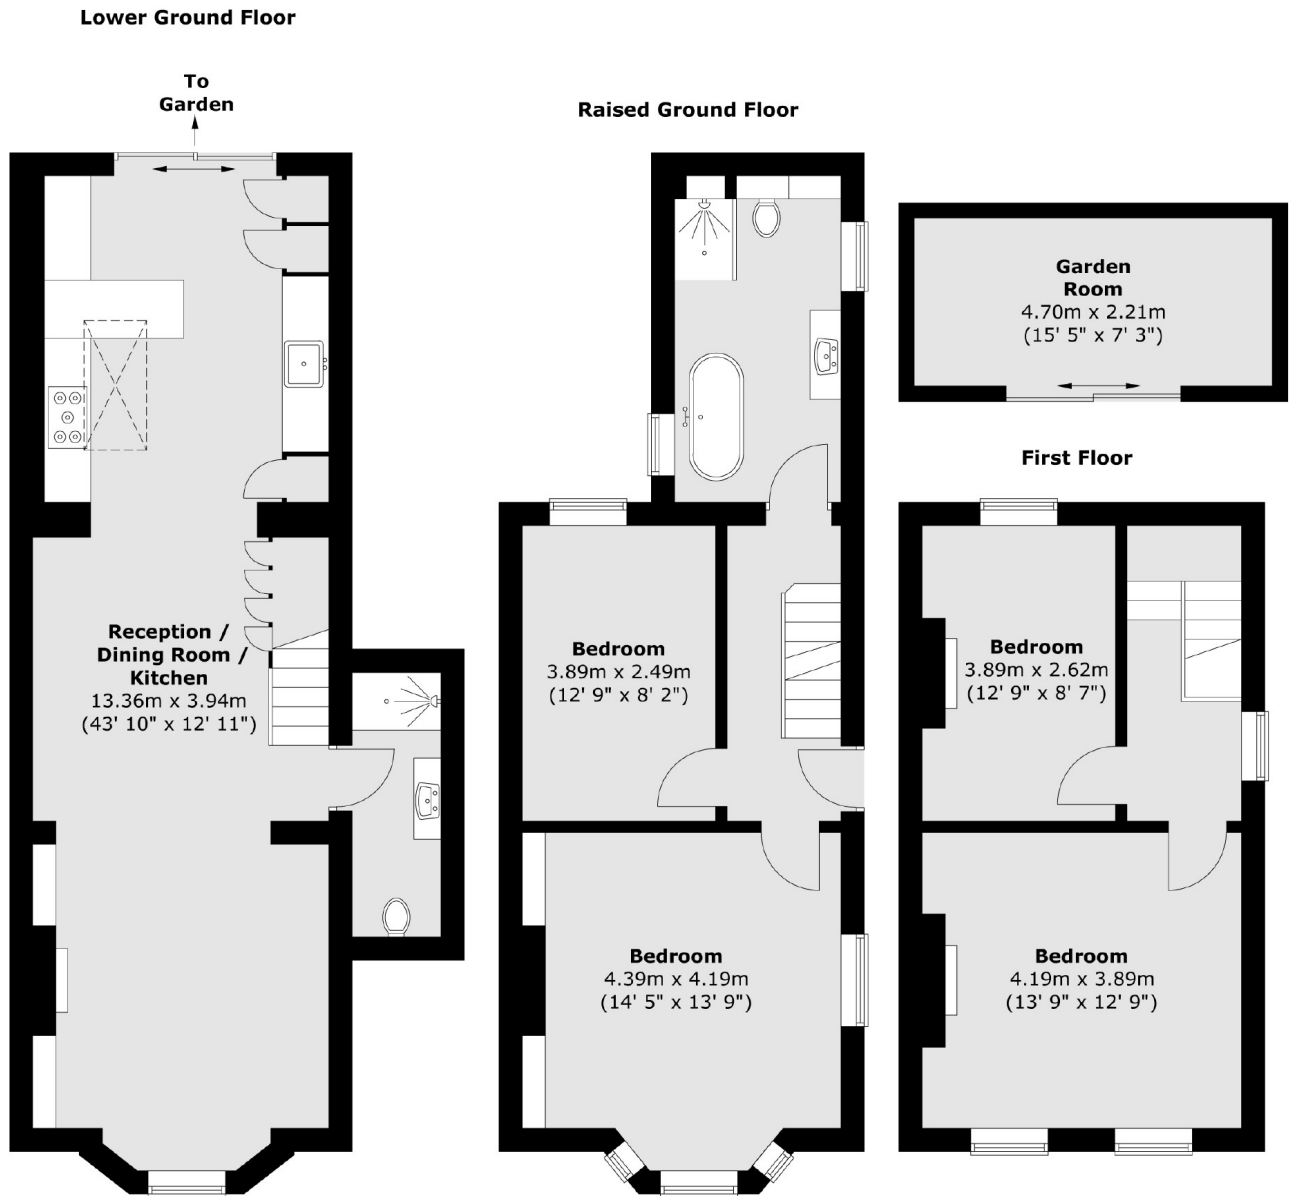 Lower Ground Floor
To
Garden
Reception /
Dining Room /
Kitchen
13.36m x 3.94m
(43' 10" x 12' 11")
Raised Ground Floor
Bedroom
3.89m x 2.49m
(12' 9" x 8' 2")
Bedroom
4.39m x 4.19m
(14' 5" x 13' 9")
Garden
Room
4.70m x 2.21m
(15' 5" x 7' 3")
First Floor
Bedroom
3.89m x 2.62m
(12' 9" x 8' 7")
Bedroom
4.19m x 3.89m
(13' 9" x 12' 9")